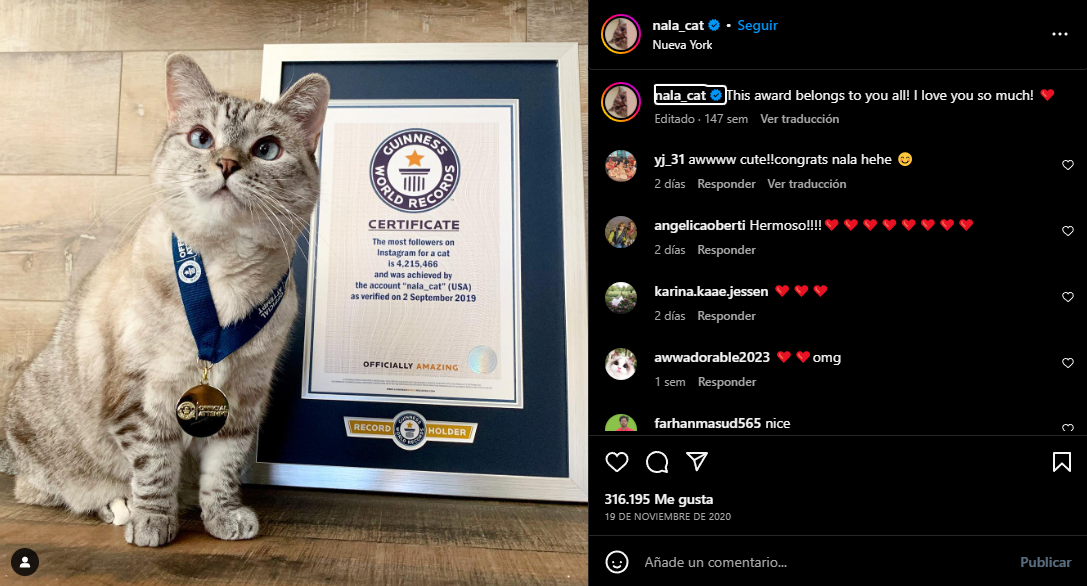 GUINNESS
WORLD RECORDS
CERTIFICATE
The most followers on
Instagram for a cat
is 4,215,466
and was achieved by
the account "nala_cat" (USA)
as verified on 2 September 2019
OFFICIALLY AMAZING
RECORD
GUINNESS
WORLD RECORDS
HOLDER
OFFICIAL
ATTEMPT
nala_cat • Seguir
Nueva York
nala_cat This award belongs to you all! I love you so much! ❤️
Editado · 147 sem Ver traducción
yj_31 awwww cute!!congrats nala hehe 😊
2 días Responder Ver traducción
angelicaoberti Hermoso!!!!❤️❤️❤️❤️❤️❤️❤️❤️
2 días Responder
karina.kaae.jessen ❤️❤️❤️
2 días Responder
awwadorable2023 ❤️❤️omg
1 sem Responder
farhanmasud565 nice
316.195 Me gusta
19 DE NOVIEMBRE DE 2020
Añade un comentario...
Publicar